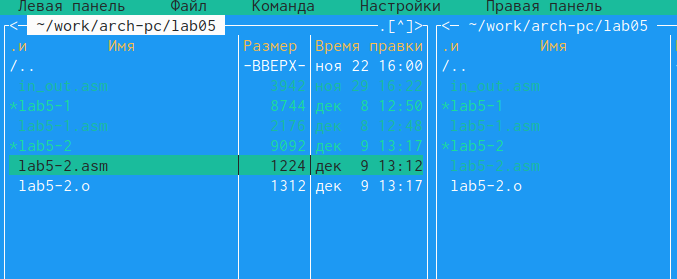 Левая панель Файл Команда Настройки Правая панель
<─ ~/work/arch-pc/lab05 ─.[^]> <─ ~/work/arch-pc/lab05
.и Имя Размер Время правки .и Имя
/.. -ВВЕРХ- ноя 22 16:00 /..
in_out.asm 3942 ноя 29 16:22 in_out.asm
*lab5-1 8744 дек 8 12:50 *lab5-1
lab5-1.asm 2176 дек 8 12:48 lab5-1.asm
*lab5-2 9092 дек 9 13:17 *lab5-2
lab5-2.asm 1224 дек 9 13:12 lab5-2.asm
lab5-2.o 1312 дек 9 13:17 lab5-2.o